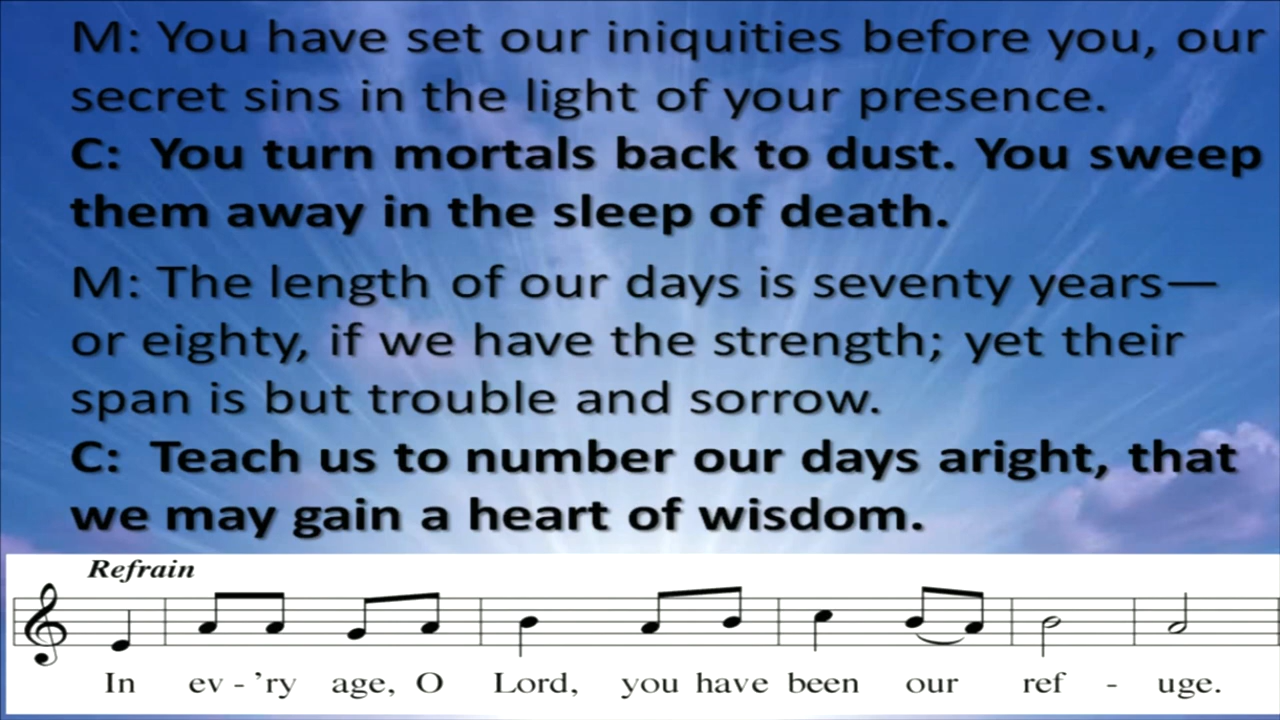 M: You have set our iniquities before you, our
secret sins in the light of your presence.
C: You turn mortals back to dust. You sweep
them away in the sleep of death.
M: The length of our days is seventy years—
or eighty, if we have the strength; yet their
span is but trouble and sorrow.
C: Teach us to number our days aright, that
we may gain a heart of wisdom.
Refrain
In ev - ’ry age, O Lord, you have been our ref - uge.